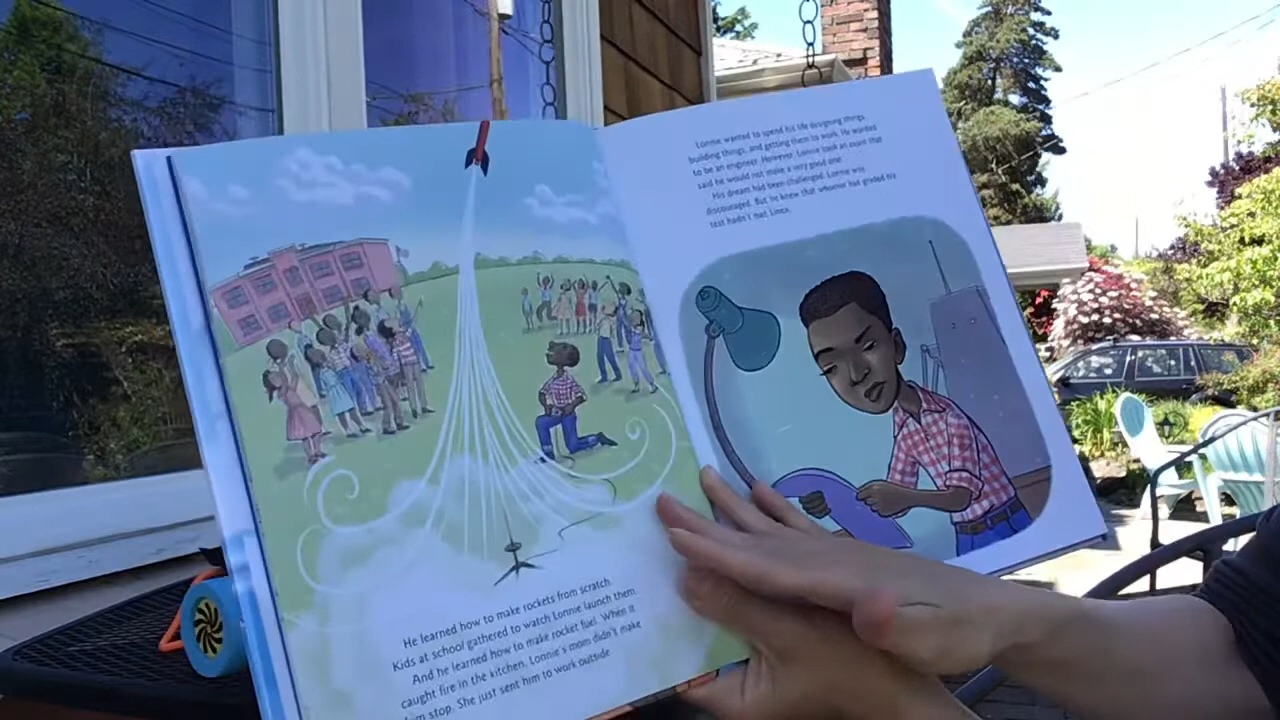 He learned how to make rockets from scratch.
Kids at school gathered to watch Lonnie launch them.
And he learned how to make rocket fuel. When it
caught fire in the kitchen, Lonnie's mom didn't make
him stop. She just sent him to work outside
Lonnie wanted to spend his life designing things,
building things, and getting them to work. He wanted
to be an engineer. However, Lonnie took an exam that
said he would not make a very good one.
His dream had been challenged. Lonnie was
discouraged. But he knew that whoever had graded his
test hadn't met Linex.